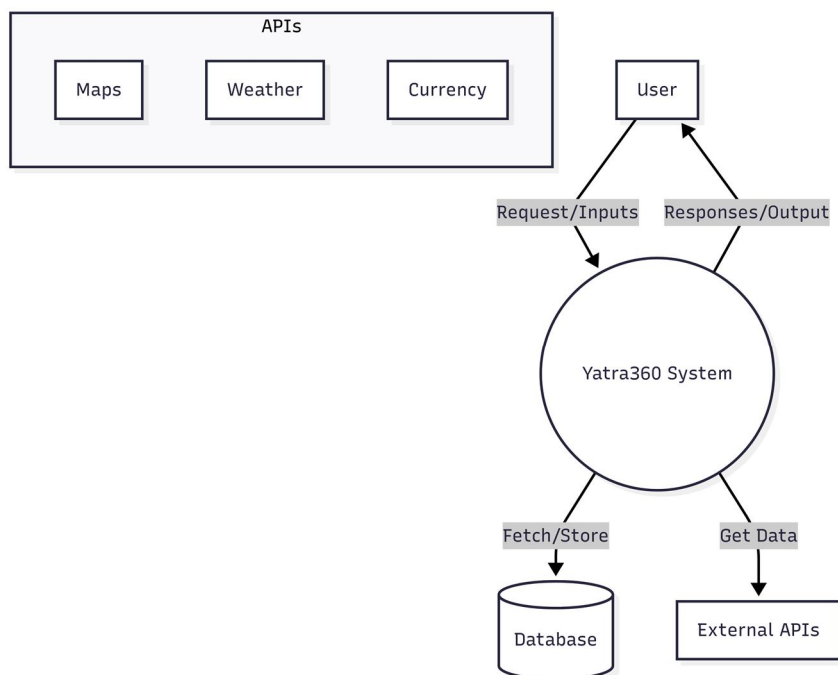 APIs
Maps
Weather
Currency
User
Request/Inputs
Responses/Output
Yatra360 System
Fetch/Store
Get Data
Database
External APIs